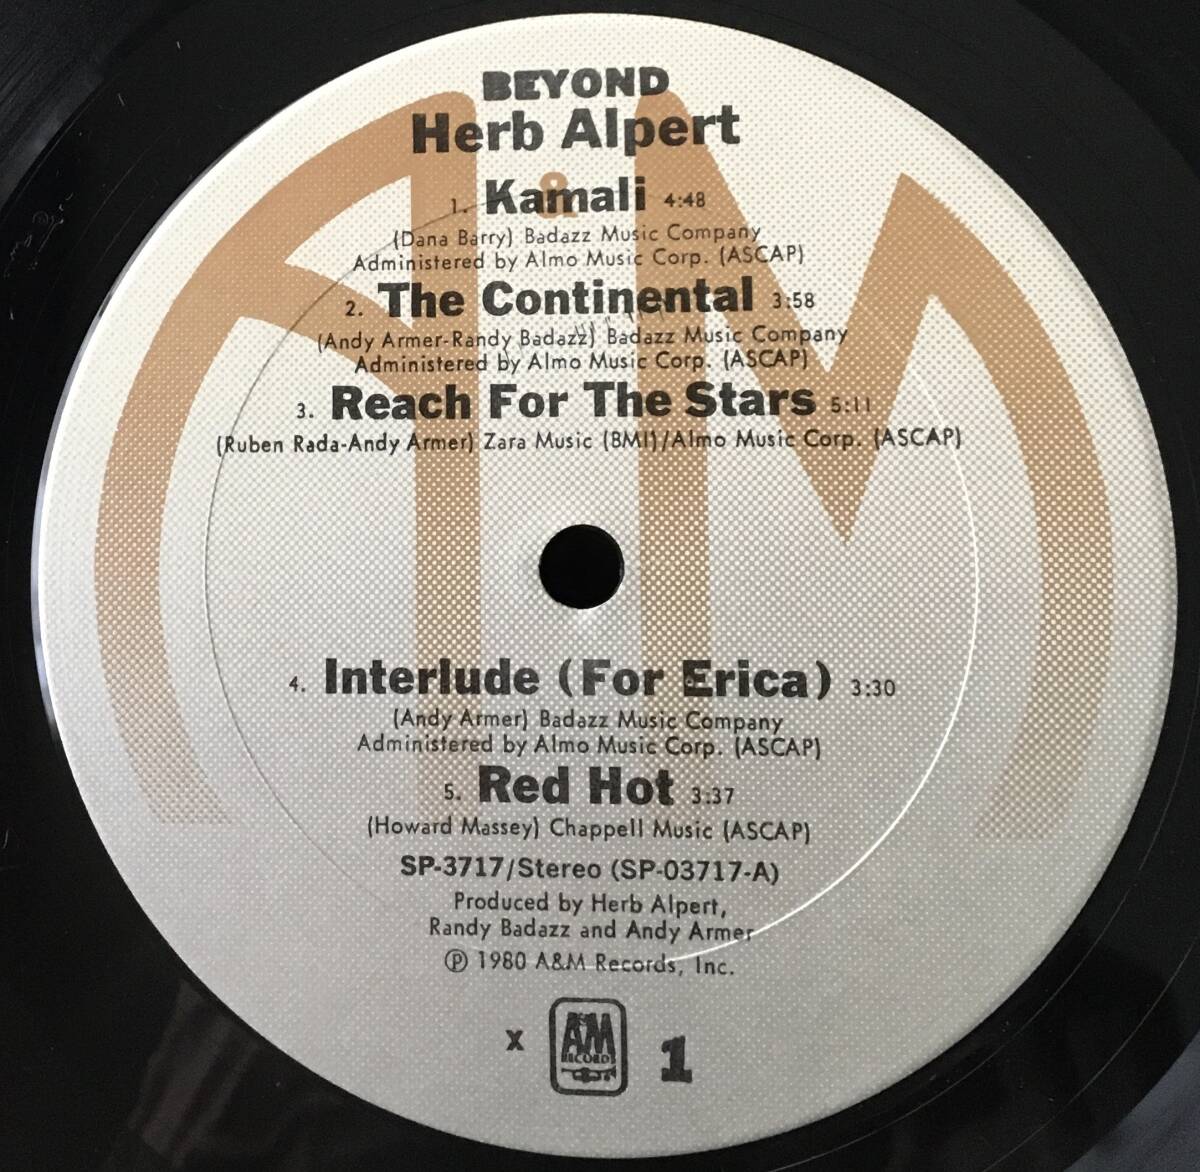 BEYOND
Herb Alpert
&
1. Kamali 4:48
(Dana Barry) Badazz Music Company
Administered by Almo Music Corp. (ASCAP)
2. The Continental 3:58
(Andy Armer-Randy Badazz) Badazz Music Company
Administered by Almo Music Corp. (ASCAP)
3. Reach For The Stars 5:11
(Ruben Rada-Andy Armer) Zara Music (BMI)/Almo Music Corp. (ASCAP)
4. Interlude (For Erica) 3:30
(Andy Armer) Badazz Music Company
Administered by Almo Music Corp. (ASCAP)
5. Red Hot 3:37
(Howard Massey) Chappell Music (ASCAP)
SP-3717/Stereo (SP-03717-A)
Produced by Herb Alpert,
Randy Badazz and Andy Armer
℗ 1980 A&M Records, Inc.
x AM 1
RECORDS